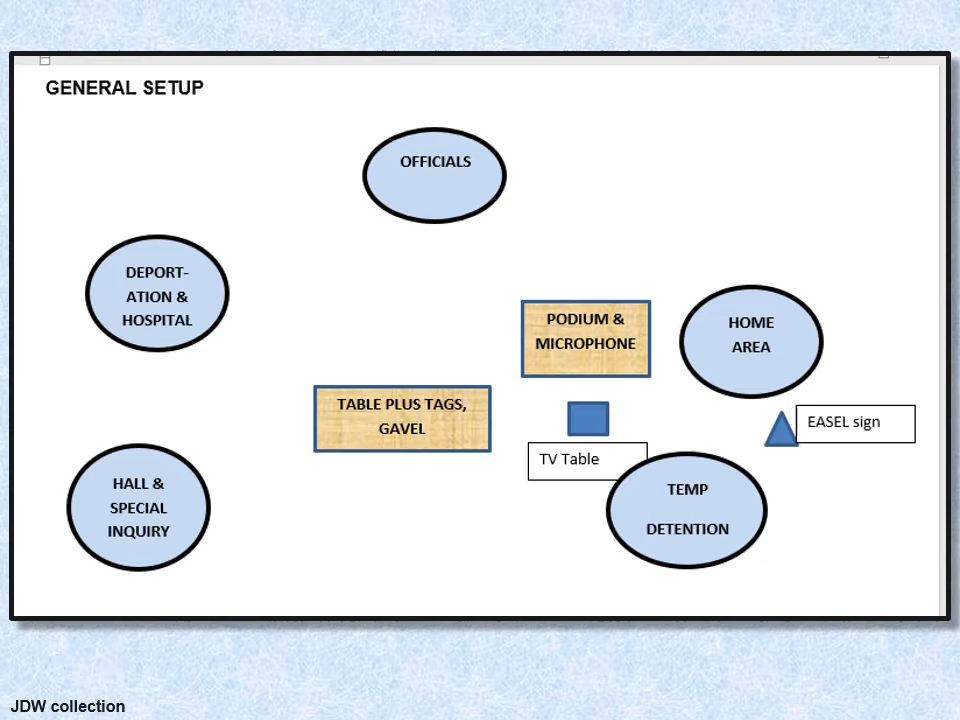 GENERAL SETUP
OFFICIALS
DEPORT-
ATION &
HOSPITAL
PODIUM &
MICROPHONE
HOME
AREA
TABLE PLUS TAGS,
GAVEL
EASEL sign
TV Table
HALL &
SPECIAL
INQUIRY
TEMP
DETENTION
JDW collection